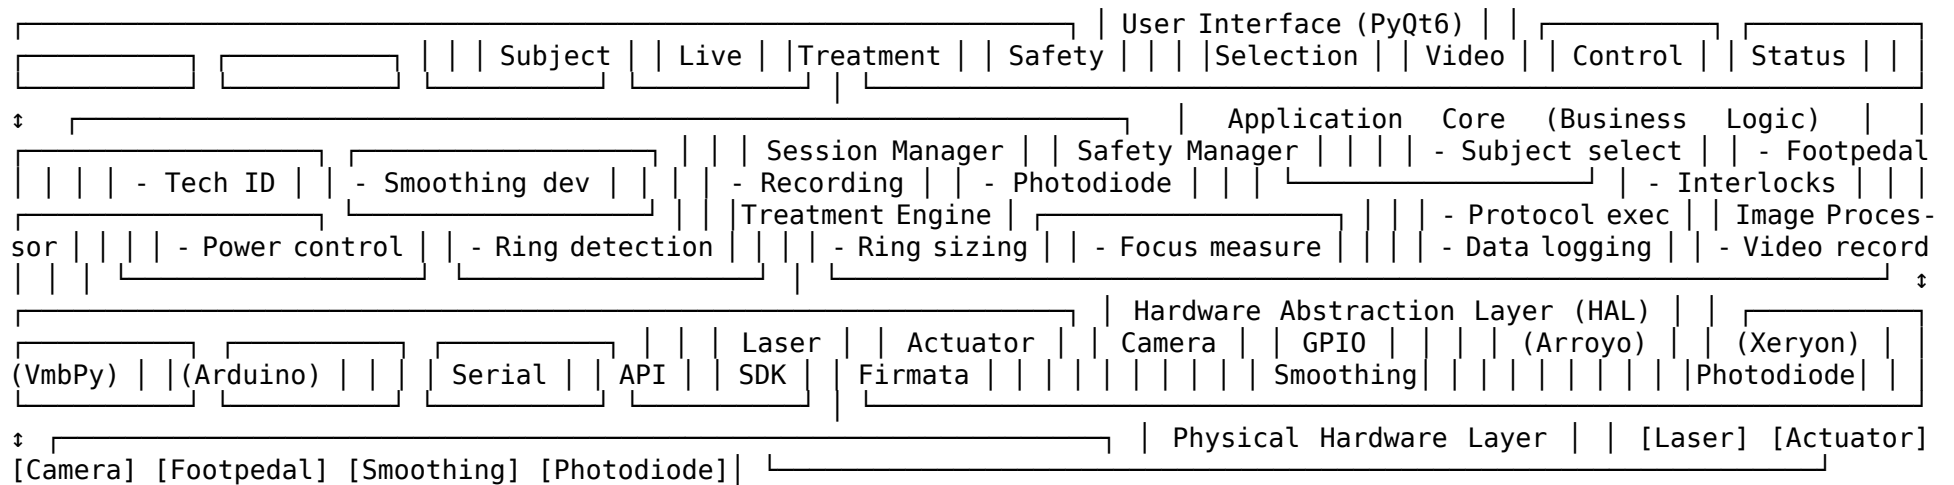 ┌──────────────────────────────────────────────────────────────┐ │ User Interface (PyQt6) │ │ ┌──────────┐ ┌──────────┐
┌──────────┐ ┌──────────┐ │ │ │ Subject │ │ Live │ │Treatment │ │ Safety │ │ │ │Selection │ │ Video │ │ Control │ │ Status │ │ │
└──────────┘ └──────────┘ └──────────┘ └──────────┘ │ └──────────────────────────────────────────────────────────────┘
↕ ┌──────────────────────────────────────────────────────────────┐ │ Application Core (Business Logic) │ │
┌──────────────────┐ ┌──────────────────┐ │ │ │ Session Manager │ │ Safety Manager │ │ │ │ - Subject select │ │ - Footpedal
│ │ │ │ - Tech ID │ │ - Smoothing dev │ │ │ │ - Recording │ │ - Photodiode │ │ │ └──────────────────┘ │ - Interlocks │ │ │
┌──────────────────┐ └──────────────────┘ │ │ │Treatment Engine │ ┌──────────────────┐ │ │ │ - Protocol exec │ │ Image Proces-
sor │ │ │ │ - Power control │ │ - Ring detection │ │ │ │ - Ring sizing │ │ - Focus measure │ │ │ │ - Data logging │ │ - Video record
│ │ │ └──────────────────┘ └──────────────────┘ │ └──────────────────────────────────────────────────────────────┘ ↕
┌──────────────────────────────────────────────────────────────┐ │ Hardware Abstraction Layer (HAL) │ │ ┌──────────┐
┌──────────┐ ┌──────────┐ ┌──────────┐ │ │ │ Laser │ │ Actuator │ │ Camera │ │ GPIO │ │ │ │ (Arroyo) │ │ (Xeryon) │ │
(VmbPy) │ │(Arduino) │ │ │ │ Serial │ │ API │ │ SDK │ │ Firmata │ │ │ │ │ │ │ │ │ │ Smoothing│ │ │ │ │ │ │ │ │ │Photodiode│ │ │
└──────────┘ └──────────┘ └──────────┘ └──────────┘ │ └──────────────────────────────────────────────────────────────┘
↕ ┌──────────────────────────────────────────────────────────────┐ │ Physical Hardware Layer │ │ [Laser] [Actuator]
[Camera] [Footpedal] [Smoothing] [Photodiode]│ └──────────────────────────────────────────────────────────────┘